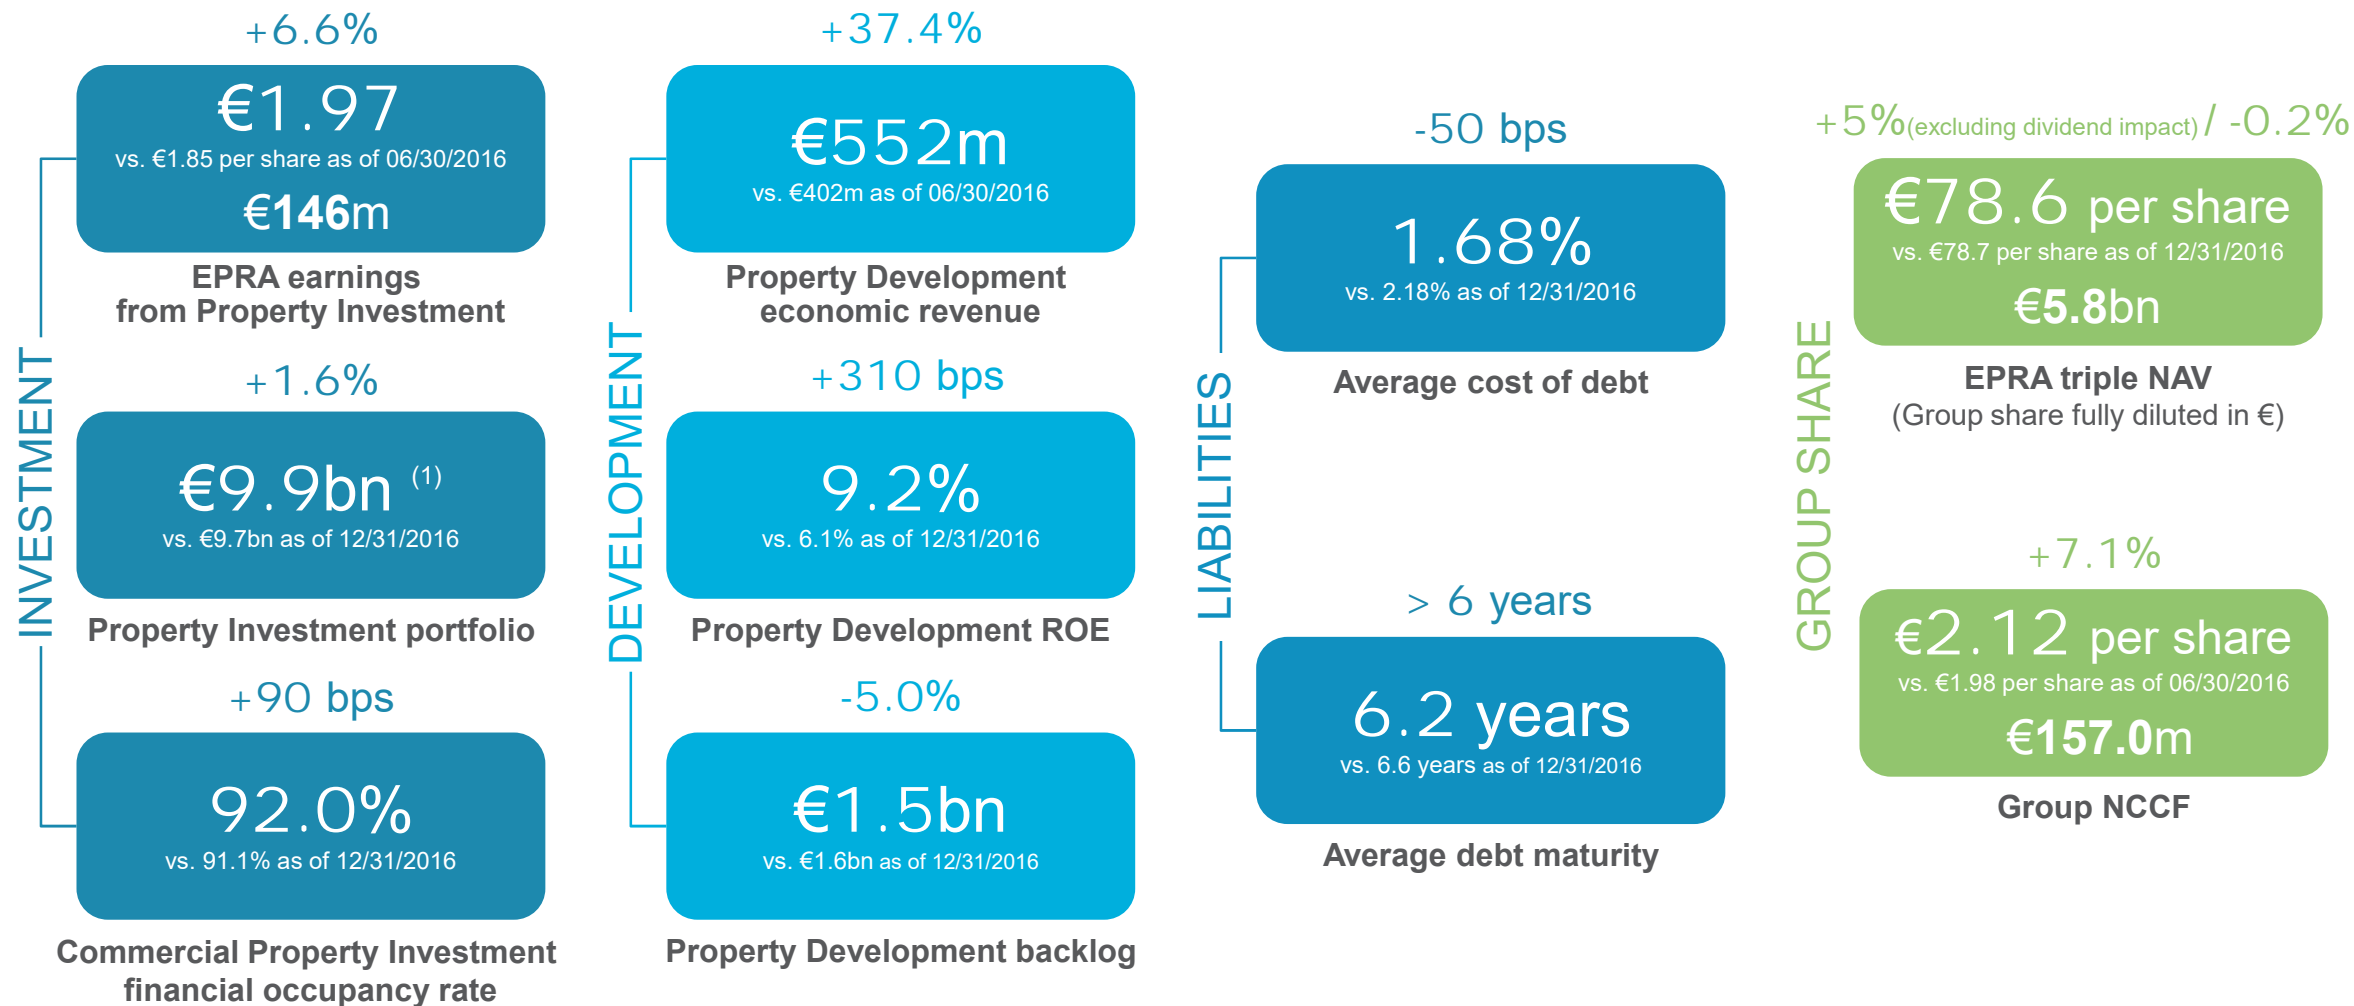 INVESTMENT
+6.6%
€1.97
vs. €1.85 per share as of 06/30/2016
€146m
EPRA earnings
from Property Investment
+1.6%
€9.9bn (1)
vs. €9.7bn as of 12/31/2016
Property Investment portfolio
+90 bps
92.0%
vs. 91.1% as of 12/31/2016
Commercial Property Investment
financial occupancy rate
DEVELOPMENT
+37.4%
€552m
vs. €402m as of 06/30/2016
Property Development
economic revenue
+310 bps
9.2%
vs. 6.1% as of 12/31/2016
Property Development ROE
-5.0%
€1.5bn
vs. €1.6bn as of 12/31/2016
Property Development backlog
LIABILITIES
-50 bps
1.68%
vs. 2.18% as of 12/31/2016
Average cost of debt
> 6 years
6.2 years
vs. 6.6 years as of 12/31/2016
Average debt maturity
GROUP SHARE
+5%(excluding dividend impact) / -0.2%
€78.6 per share
vs. €78.7 per share as of 12/31/2016
€5.8bn
EPRA triple NAV
(Group share fully diluted in €)
+7.1%
€2.12 per share
vs. €1.98 per share as of 06/30/2016
€157.0m
Group NCCF